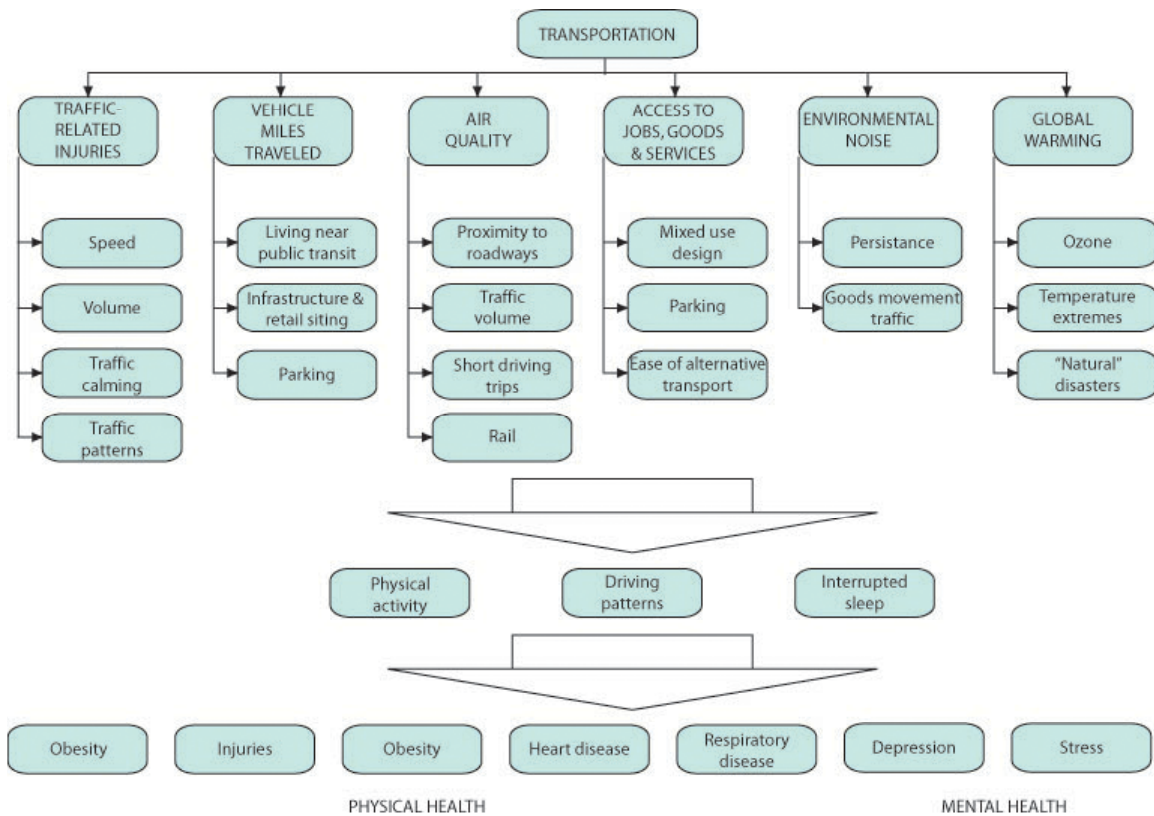 TRANSPORTATION
TRAFFIC-
RELATED
INJURIES
VEHICLE
MILES
TRAVELED
AIR
QUALITY
ACCESS TO
JOBS, GOODS
& SERVICES
ENVIRONMENTAL
NOISE
GLOBAL
WARMING
Speed
Volume
Traffic
calming
Traffic
patterns
Living near
public transit
Infrastructure &
retail siting
Parking
Proximity to
roadways
Traffic
volume
Short driving
trips
Rail
Mixed use
design
Parking
Ease of alternative
transport
Persistance
Goods movement
traffic
Ozone
Temperature
extremes
“Natural”
disasters
Physical
activity
Driving
patterns
Interrupted
sleep
Obesity
Injuries
Obesity
Heart disease
Respiratory
disease
Depression
Stress
PHYSICAL HEALTH
MENTAL HEALTH